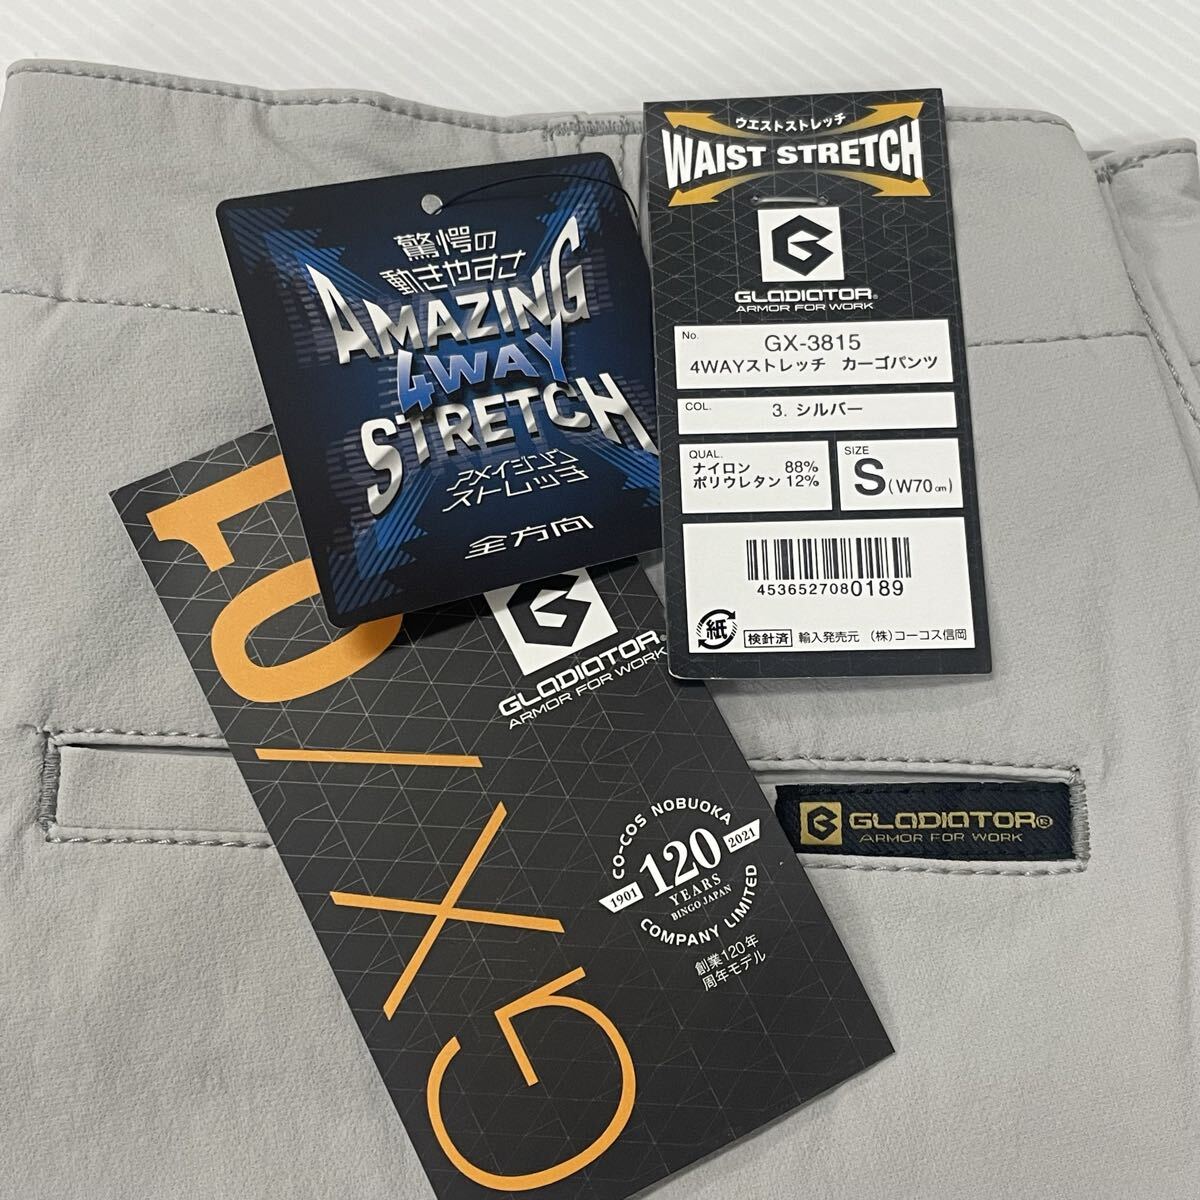 ウエストストレッチ
WAIST STRETCH
GLADIATOR®
ARMOR FOR WORK
No.
GX-3815
4WAYストレッチ カーゴパンツ
COL.
3. シルバー
QUAL.
ナイロン 88%
ポリウレタン 12%
SIZE
S(W70cm)
4536527080189
紙
検針済 輸入発売元 (株)コーコス信岡
驚愕の
動きやすさ
AMAZING
4WAY
STRETCH
アメイジング
ストレッチ
全方向
GLADIATOR®
ARMOR FOR WORK
GX/01
CO-COS NOBUOKA
1901
120
2021
YEARS
BINGO JAPAN
COMPANY LIMITED
創業120年
周年モデル
GLADIATOR®
ARMOR FOR WORK